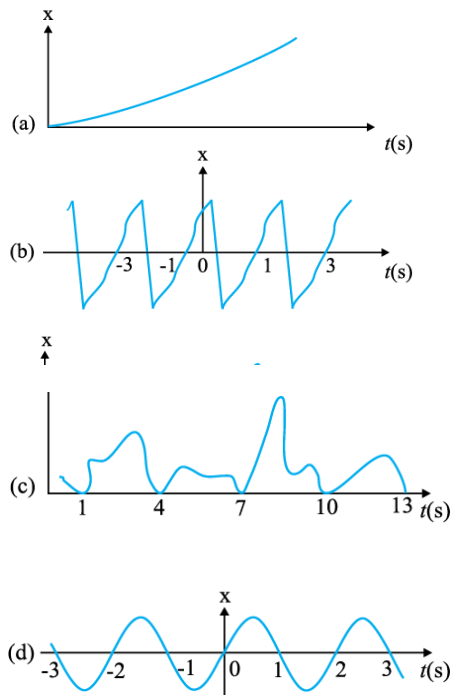 x
(a)
t(s)
x
(b)
-3 -1 0 1 3
t(s)
x
(c)
1 4 7 10 13 t(s)
x
(d)
-3 -2 -1 0 1 2 3 t(s)